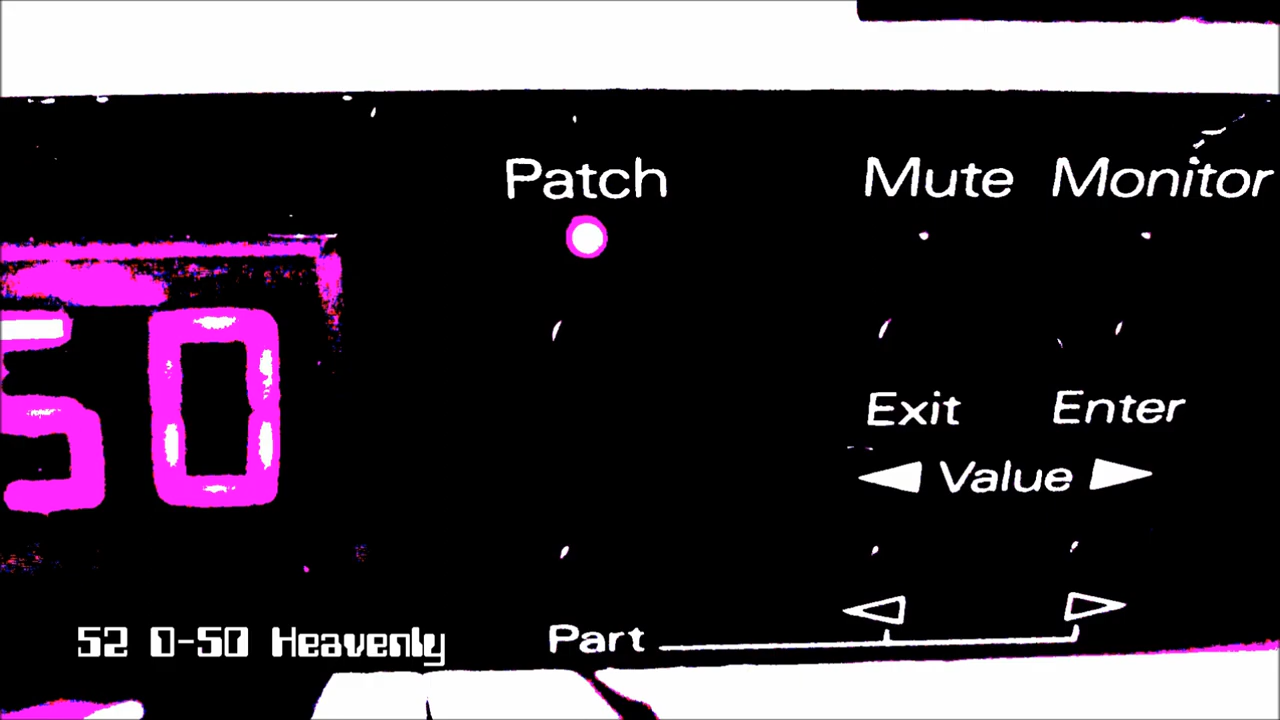 Patch Mute Monitor
50
Exit Enter
Value
52 0-50 Heavenly
Part